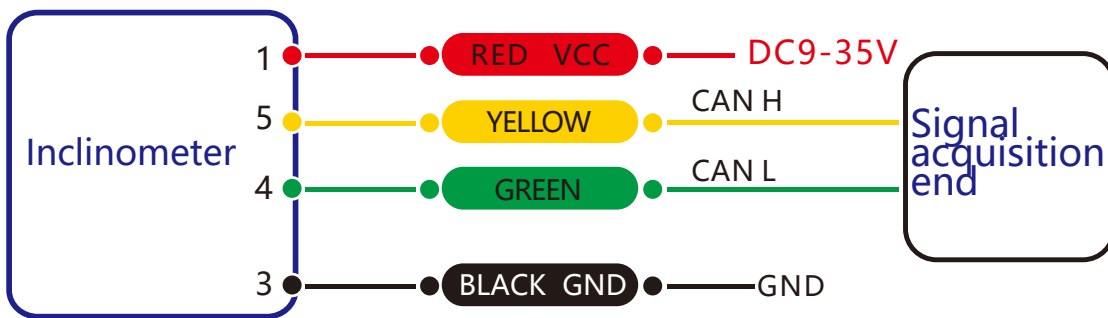 1 RED VCC DC9-35V
5 YELLOW CAN H
4 GREEN CAN L
3 BLACK GND GND
Inclinometer
Signal
acquisition
end